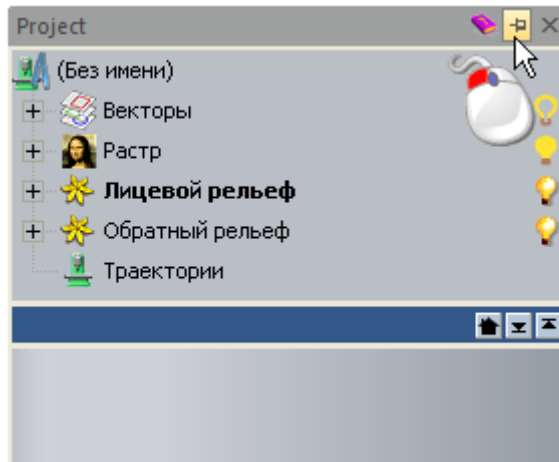 Project
(Без имени)
Векторы
Растр
Лицевой рельеф
Обратный рельеф
Траектории